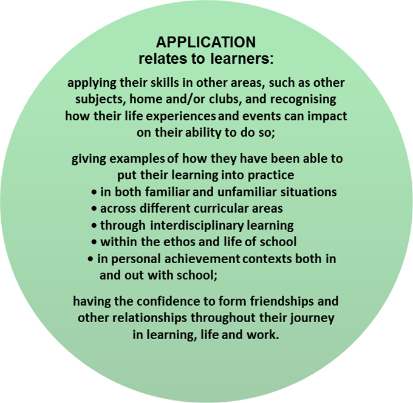 APPLICATION
relates to learners:
applying their skills in other areas, such as other
subjects, home and/or clubs, and recognising
how their life experiences and events can impact
on their ability to do so;
giving examples of how they have been able to
put their learning into practice
• in both familiar and unfamiliar situations
• across different curricular areas
• through interdisciplinary learning
• within the ethos and life of school
• in personal achievement contexts both in
and out with school;
having the confidence to form friendships and
other relationships throughout their journey
in learning, life and work.